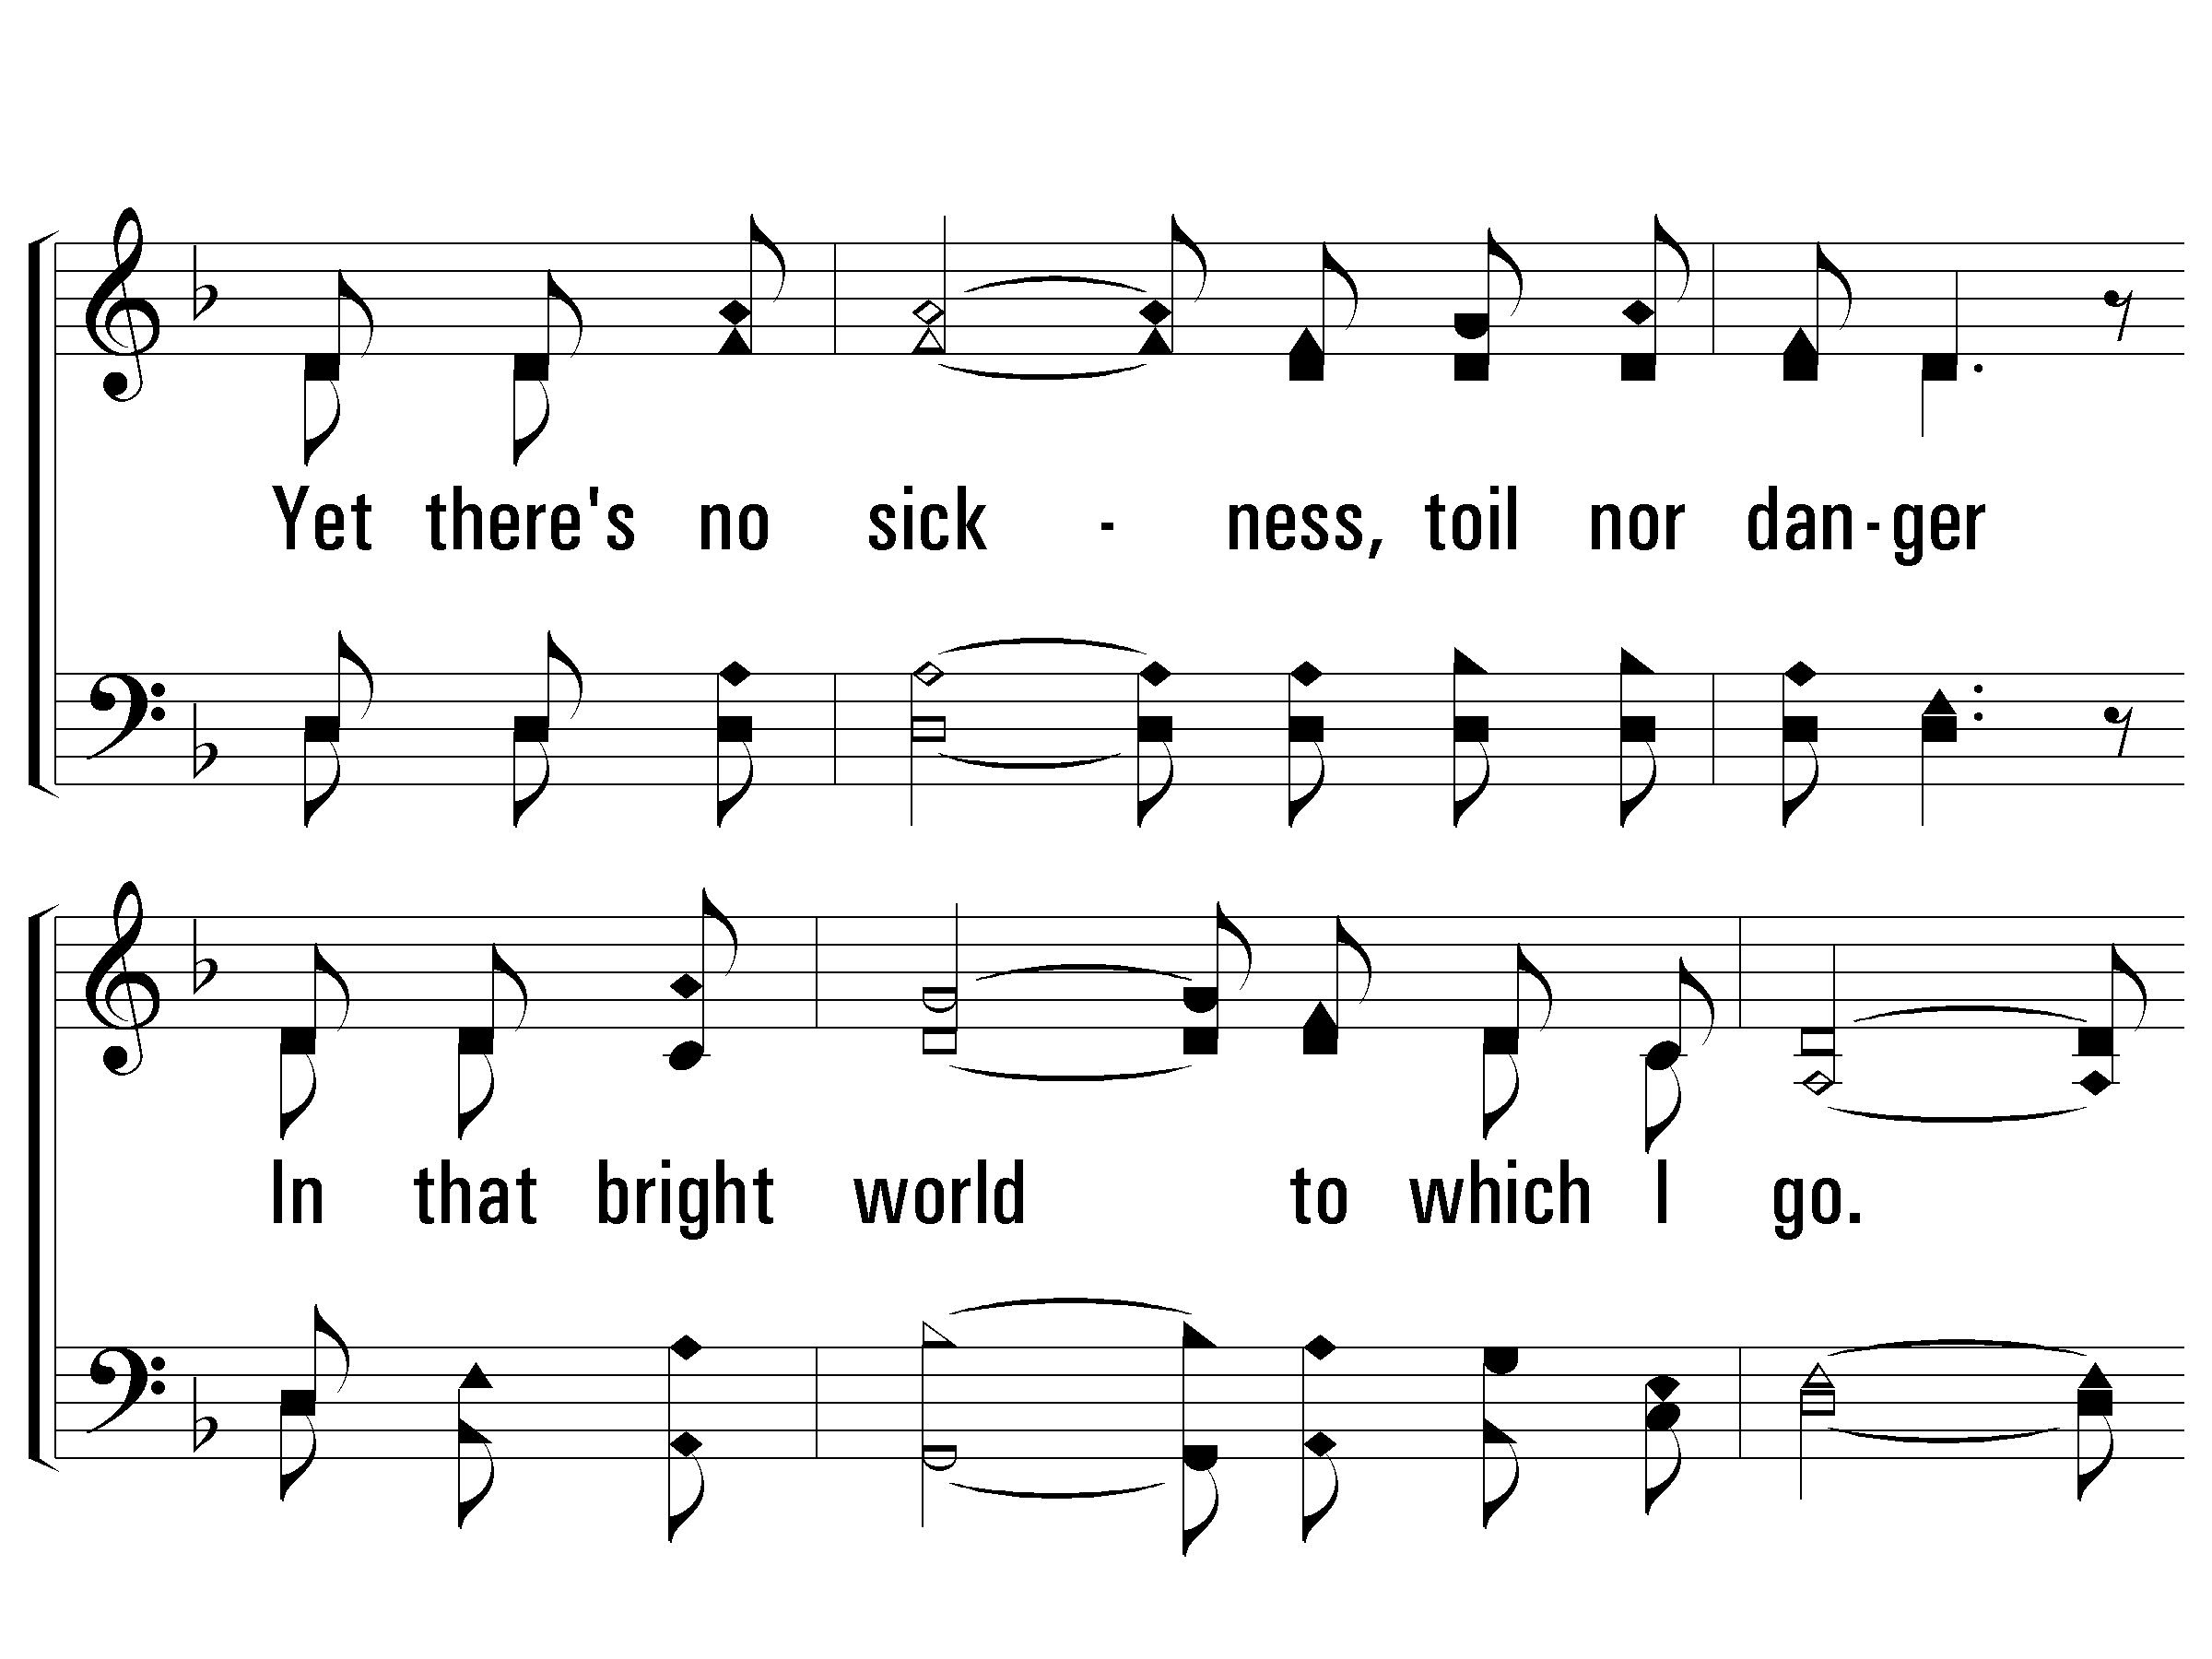 Yet there's no sick - ness, toil nor dan-ger
In that bright world to which I go.